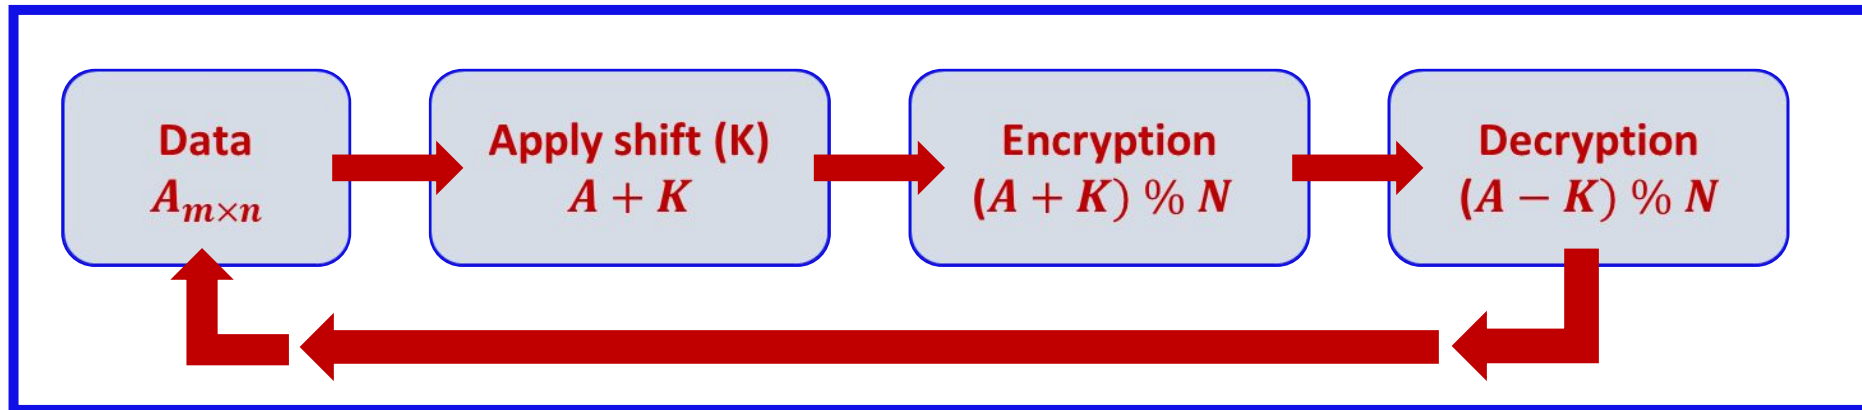 Data
A_{m×n}
Apply shift (K)
A + K
Encryption
(A + K) % N
Decryption
(A − K) % N